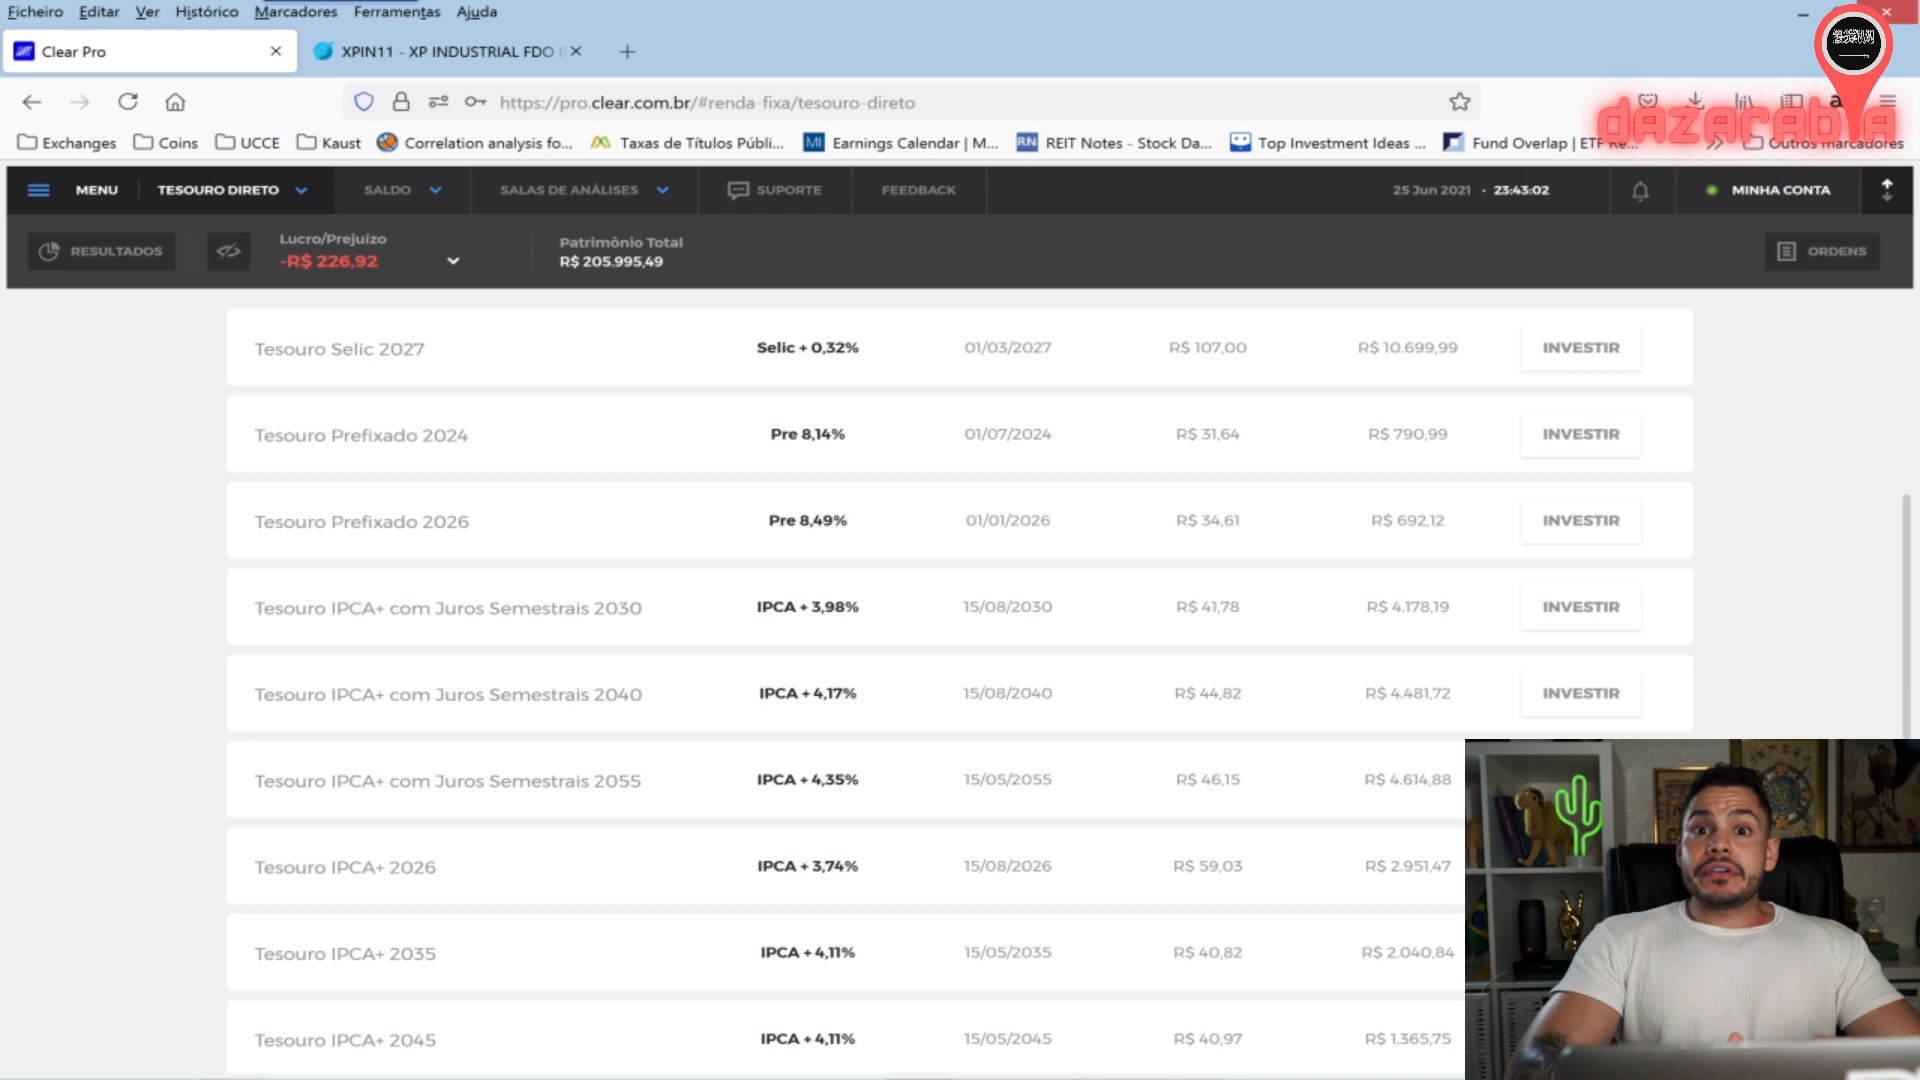 Ficheiro Editar Ver Histórico Marcadores Ferramentas Ajuda
Clear Pro
XPIN11 - XP INDUSTRIAL FDO
https://pro.clear.com.br/#renda-fixa/tesouro-direto
dazarabia
Exchanges Coins UCCE Kaust Correlation analysis fo... Taxas de Títulos Públi... Earnings Calendar | M... REIT Notes - Stock Da... Top Investment Ideas ... Fund Overlap | ETF Re... Outros marcadores
MENU TESOURO DIRETO SALDO SALAS DE ANÁLISES SUPORTE FEEDBACK 25 Jun 2021 • 23:43:02 MINHA CONTA
RESULTADOS
Lucro/Prejuízo
-R$ 226,92
Patrimônio Total
R$ 205.995,49
ORDENS
Tesouro Selic 2027 Selic + 0,32% 01/03/2027 R$ 107,00 R$ 10.699,99 INVESTIR
Tesouro Prefixado 2024 Pre 8,14% 01/07/2024 R$ 31,64 R$ 790,99 INVESTIR
Tesouro Prefixado 2026 Pre 8,49% 01/01/2026 R$ 34,61 R$ 692,12 INVESTIR
Tesouro IPCA+ com Juros Semestrais 2030 IPCA + 3,98% 15/08/2030 R$ 41,78 R$ 4.178,19 INVESTIR
Tesouro IPCA+ com Juros Semestrais 2040 IPCA + 4,17% 15/08/2040 R$ 44,82 R$ 4.481,72 INVESTIR
Tesouro IPCA+ com Juros Semestrais 2055 IPCA + 4,35% 15/05/2055 R$ 46,15 R$ 4.614,88
Tesouro IPCA+ 2026 IPCA + 3,74% 15/08/2026 R$ 59,03 R$ 2.951,47
Tesouro IPCA+ 2035 IPCA + 4,11% 15/05/2035 R$ 40,82 R$ 2.040,84
Tesouro IPCA+ 2045 IPCA + 4,11% 15/05/2045 R$ 40,97 R$ 1.365,75